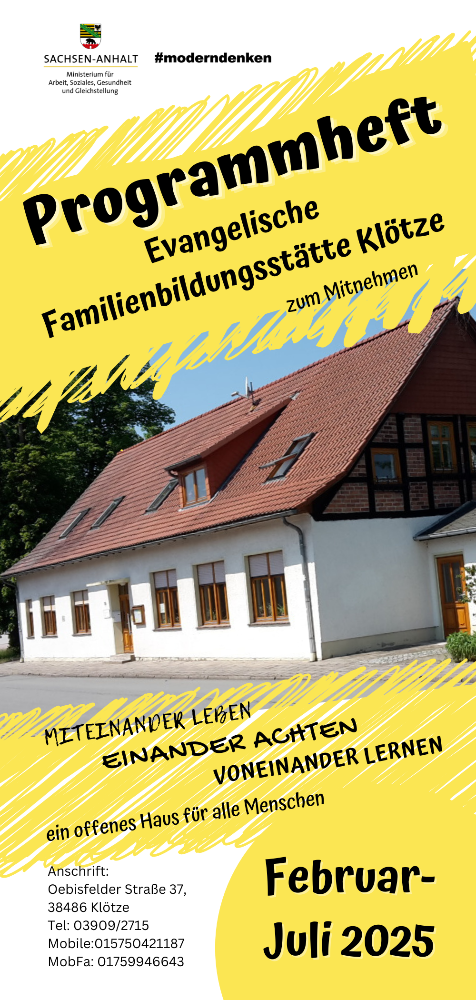 SACHSEN-ANHALT
#moderndenken
Ministerium für
Arbeit, Soziales, Gesundheit
und Gleichstellung
Programmheft
Evangelische
Familienbildungsstätte Klötze
zum Mitnehmen
MITEINANDER LEBEN
EINANDER ACHTEN
VONEINANDER LERNEN
ein offenes Haus für alle Menschen
Anschrift:
Oebisfelder Straße 37,
38486 Klötze
Tel: 03909/2715
Mobile:015750421187
MobFa: 01759946643
Februar-
Juli 2025